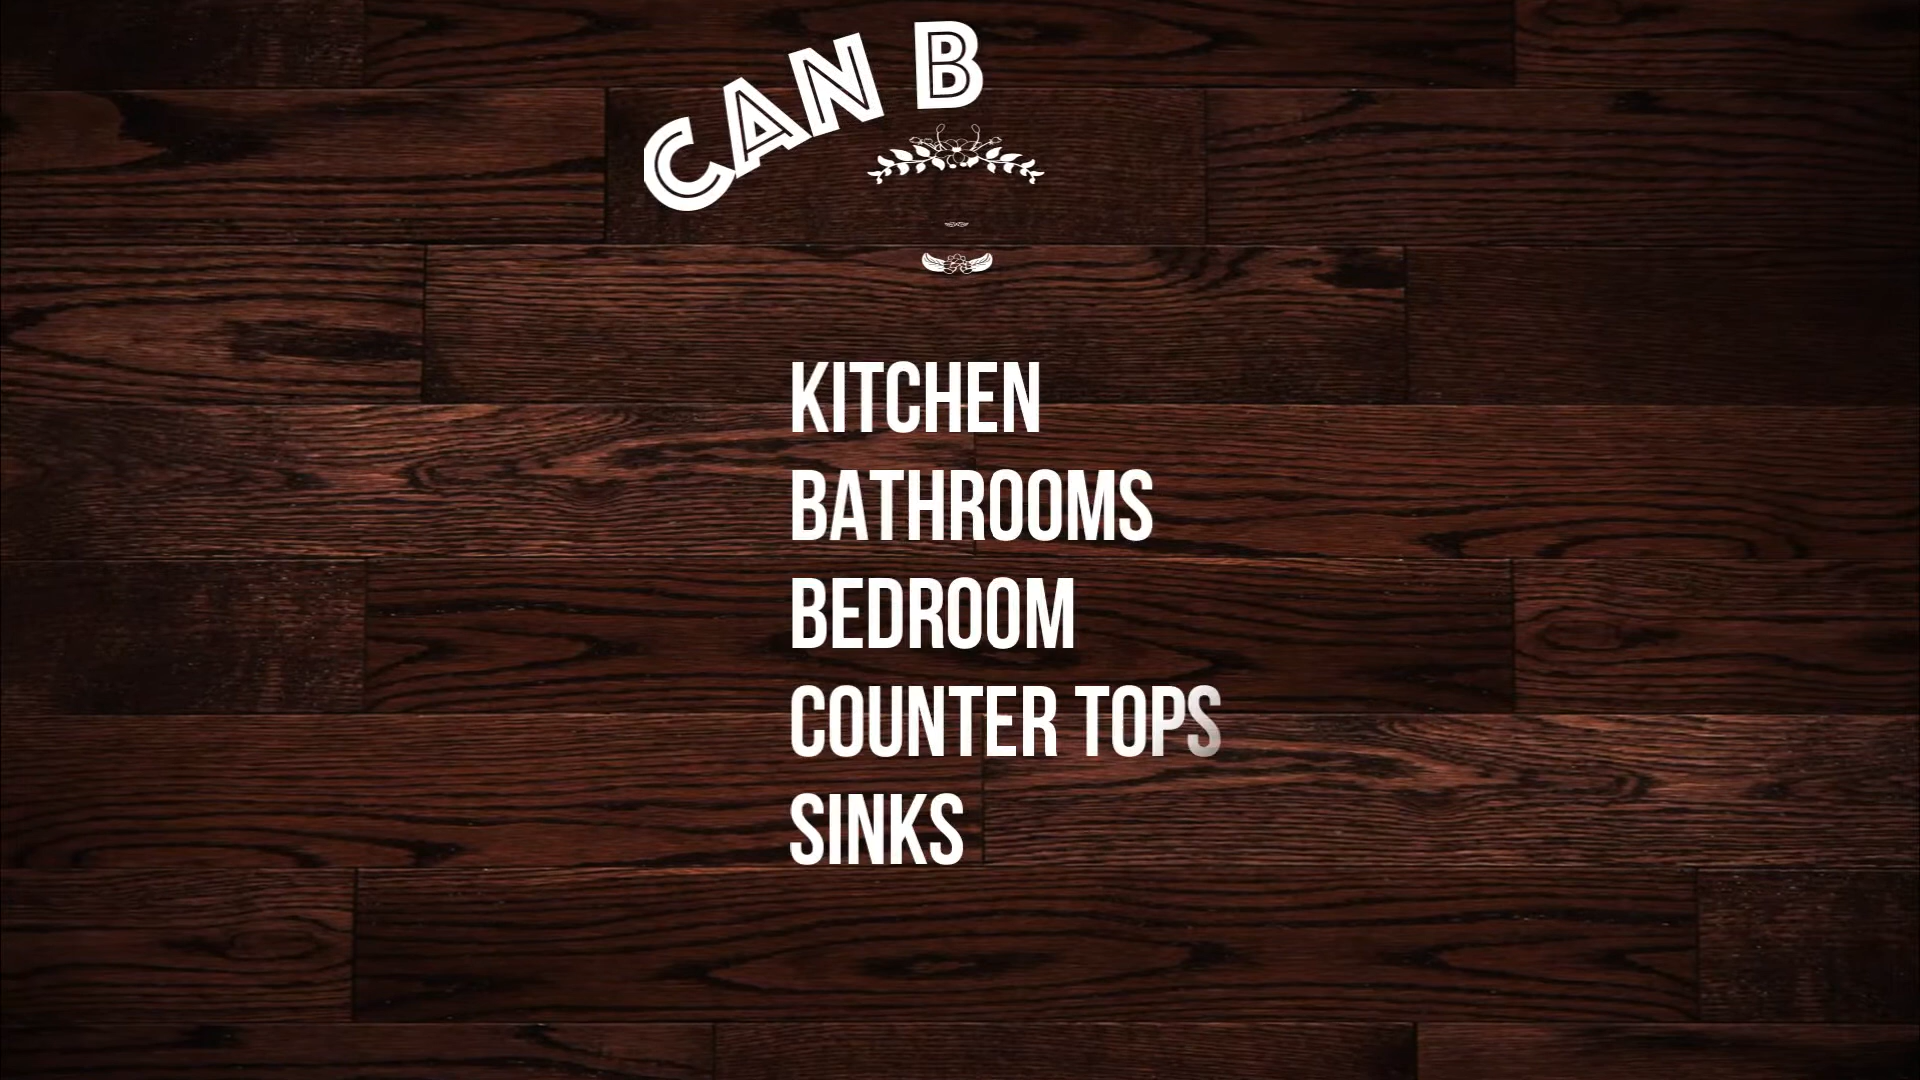 CAN B
KITCHEN
BATHROOMS
BEDROOM
COUNTER TOPS
SINKS